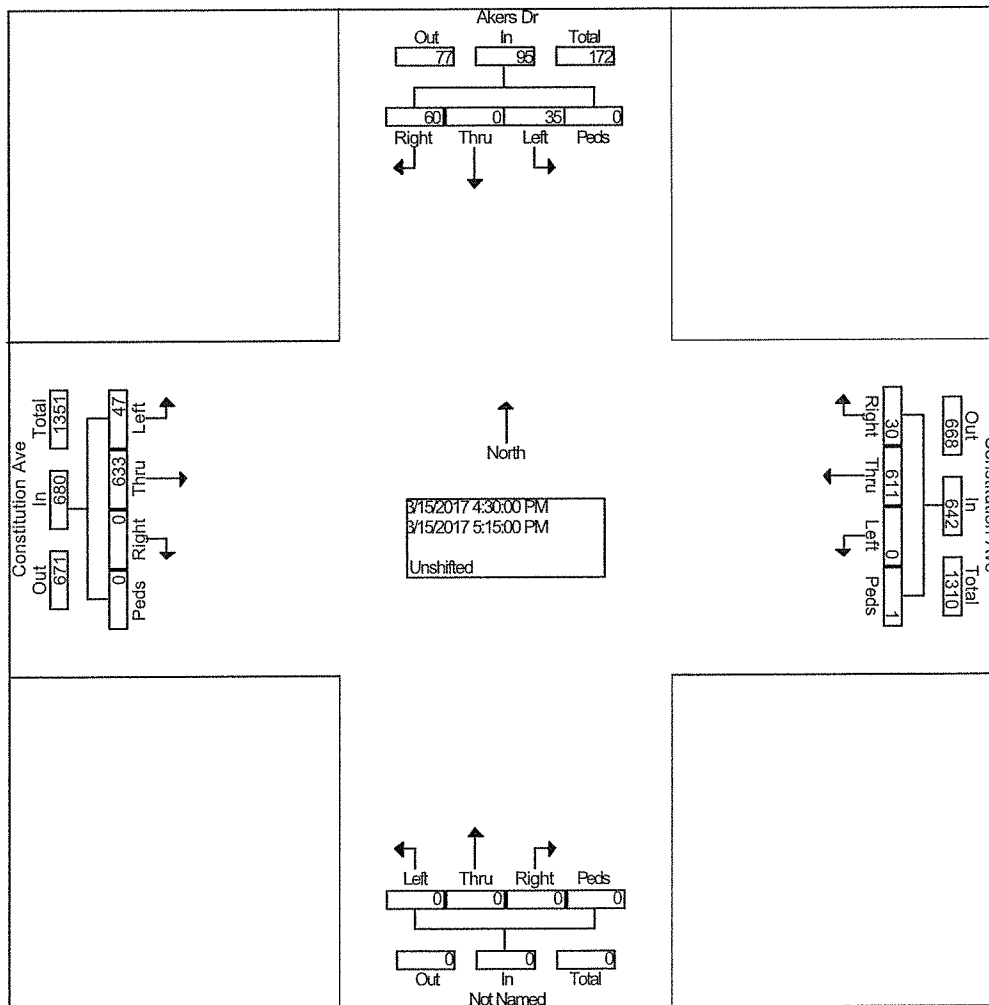 Akers Dr
Out In Total
77 95 172
60 0 35 0
Right Thru Left Peds
Constitution Ave
Total In Out
1351 680 671
47 633 0 0
Left Thru Right Peds
North
3/15/2017 4:30:00 PM
3/15/2017 5:15:00 PM
Unshifted
Right Thru Left Peds
30 611 0 1
Out In Total
668 642 1310
Left Thru Right Peds
0 0 0 0
0 0 0
Out In Total
Not Named